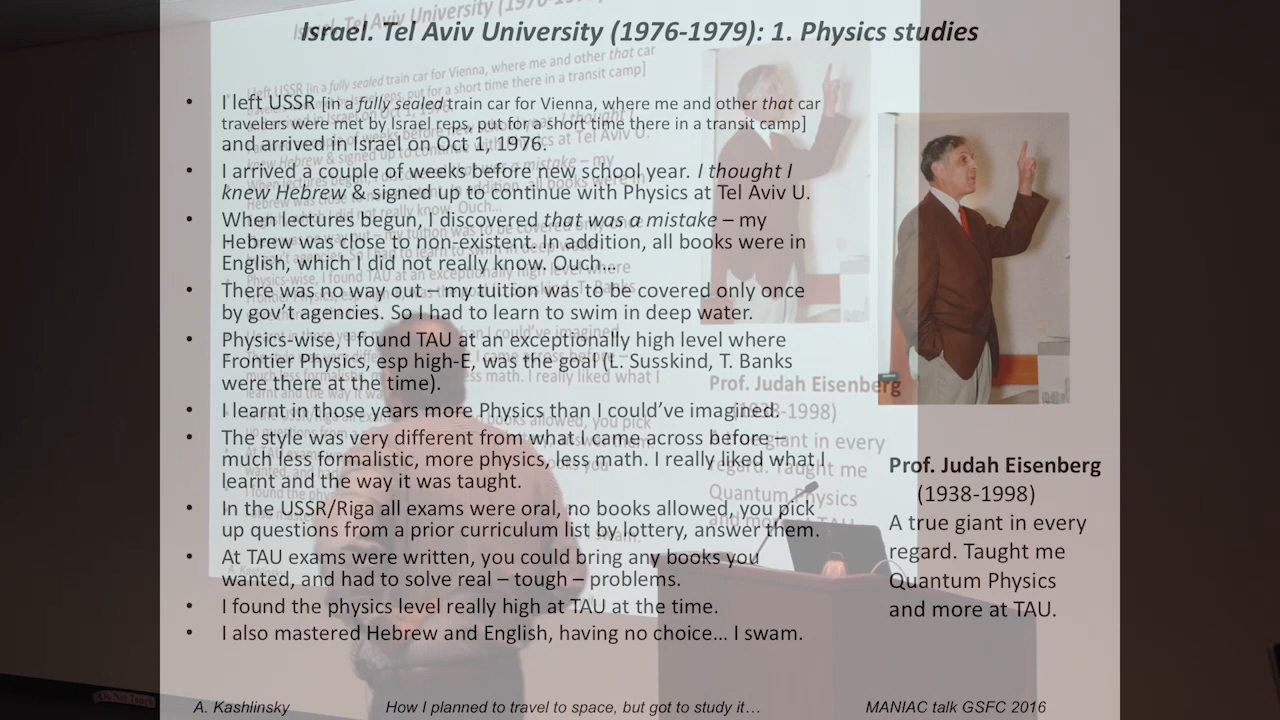 Israel. Tel Aviv University (1976-1979): 1. Physics studies
• I left USSR [in a fully sealed train car for Vienna, where me and other that car
travelers were met by Israel reps, put for a short time there in a transit camp]
and arrived in Israel on Oct 1, 1976.
• I arrived a couple of weeks before new school year. I thought I
knew Hebrew & signed up to continue with Physics at Tel Aviv U.
• When lectures begun, I discovered that was a mistake – my
Hebrew was close to non-existent. In addition, all books were in
English, which I did not really know. Ouch…
• There was no way out – my tuition was to be covered only once
by gov’t agencies. So I had to learn to swim in deep water.
• Physics-wise, I found TAU at an exceptionally high level where
Frontier Physics, esp high-E, was the goal (L. Susskind, T. Banks
were there at the time).
• I learnt in those years more Physics than I could’ve imagined.
• The style was very different from what I came across before –
much less formalistic, more physics, less math. I really liked what I
learnt and the way it was taught.
• In the USSR/Riga all exams were oral, no books allowed, you pick
up questions from a prior curriculum list by lottery, answer them.
• At TAU exams were written, you could bring any books you
wanted, and had to solve real – tough – problems.
• I found the physics level really high at TAU at the time.
• I also mastered Hebrew and English, having no choice… I swam.
Prof. Judah Eisenberg
(1938-1998)
A true giant in every
regard. Taught me
Quantum Physics
and more at TAU.
A. Kashlinsky
How I planned to travel to space, but got to study it…
MANIAC talk GSFC 2016